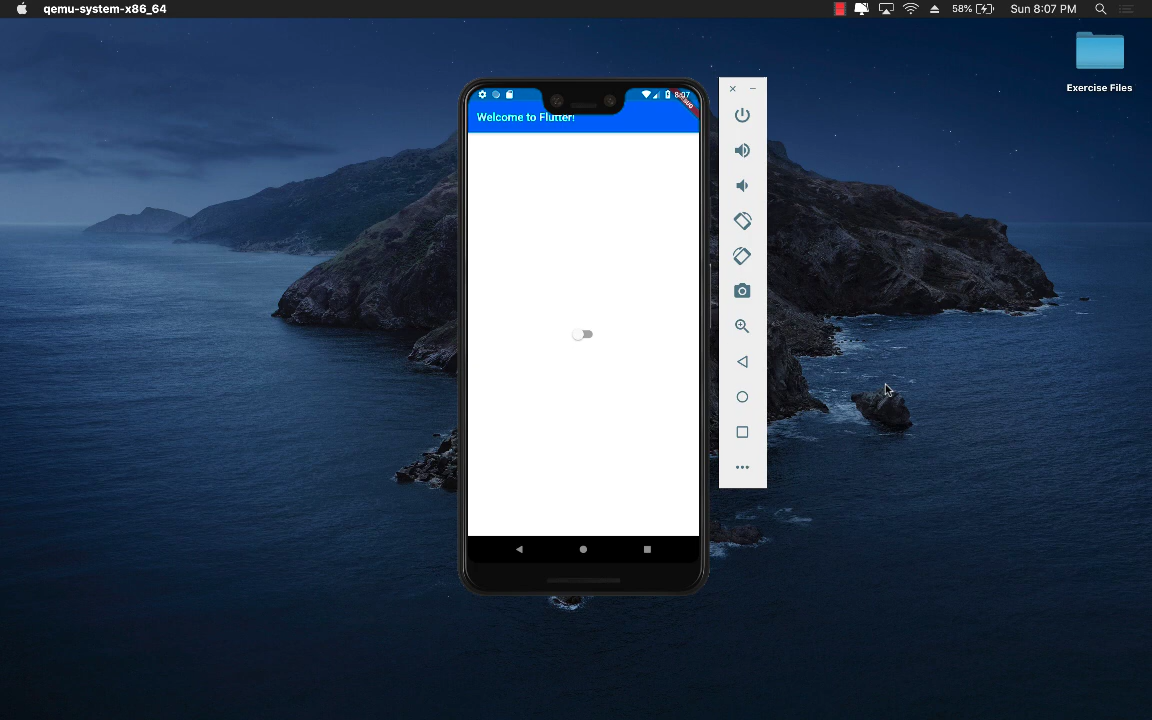 qemu-system-x86_64
58%
Sun 8:07 PM
Exercise Files
8:07
Welcome to Flutter!